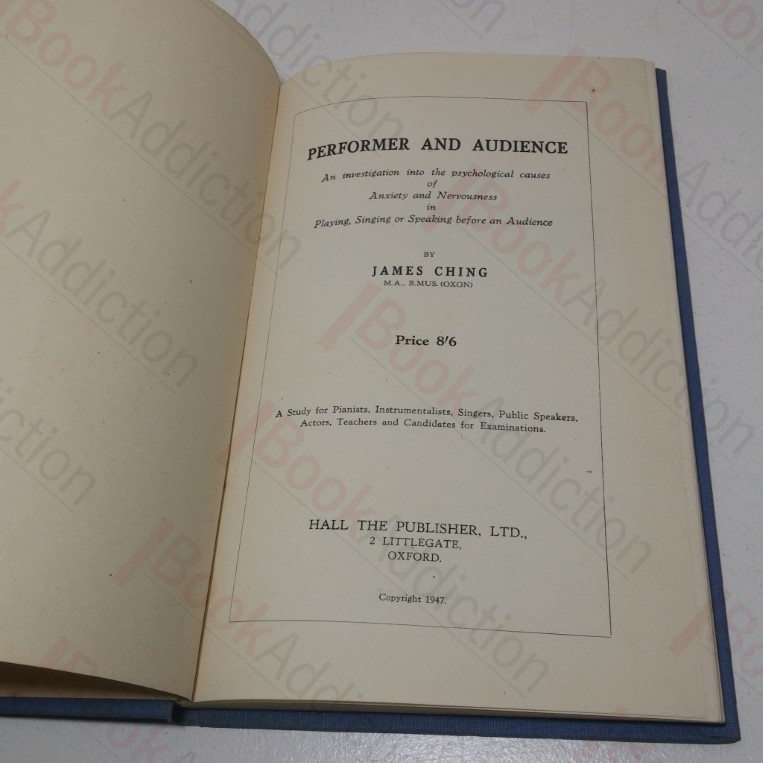 PERFORMER AND AUDIENCE
An investigation into the psychological causes
of
Anxiety and Nervousness
in
Playing, Singing or Speaking before an Audience
BY
JAMES CHING
M.A., B.MUS. (OXON)
Price 8/6
A Study for Pianists, Instrumentalists, Singers, Public Speakers,
Actors, Teachers and Candidates for Examinations.
HALL THE PUBLISHER, LTD.,
2 LITTLEGATE,
OXFORD.
Copyright 1947.
BookAddiction